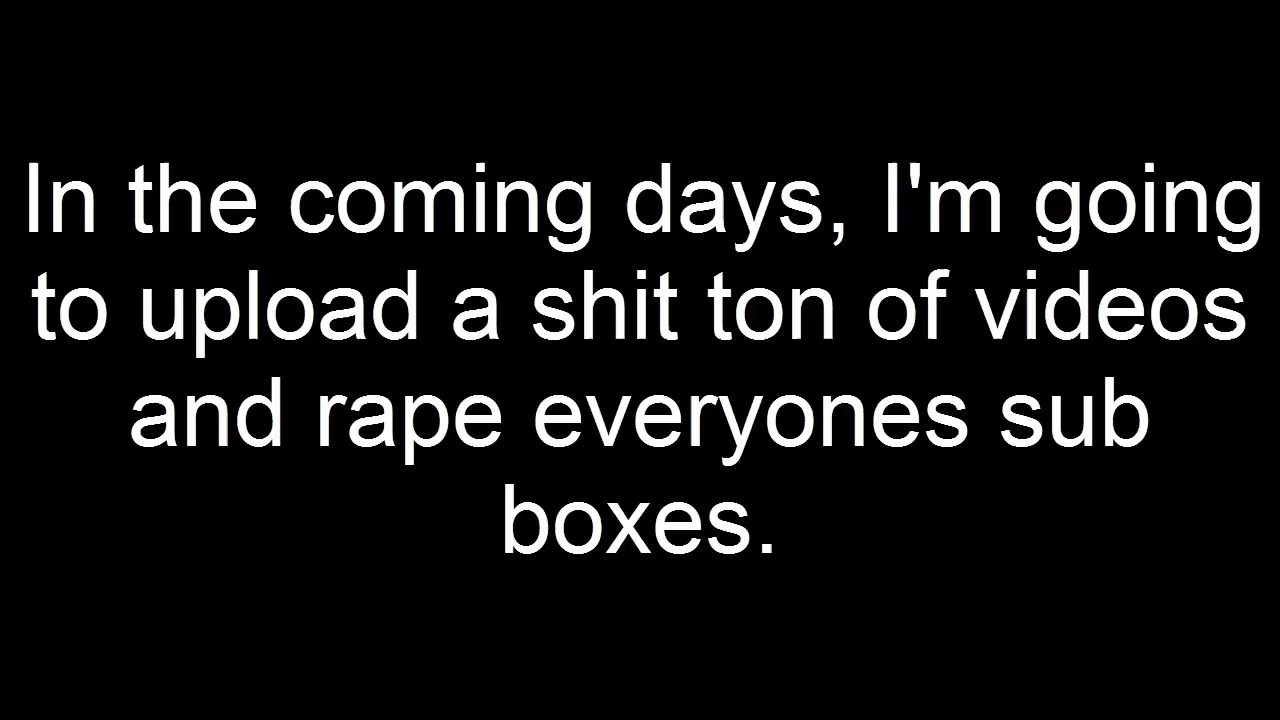 In the coming days, I'm going
to upload a shit ton of videos
and rape everyones sub
boxes.